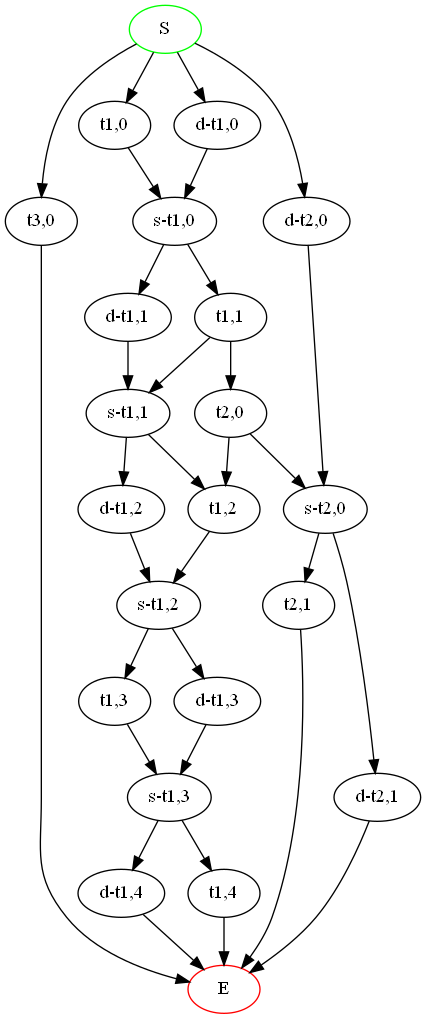 S
t1,0
d-t1,0
t3,0
s-t1,0
d-t2,0
d-t1,1
t1,1
s-t1,1
t2,0
d-t1,2
t1,2
s-t2,0
s-t1,2
t2,1
t1,3
d-t1,3
s-t1,3
d-t2,1
d-t1,4
t1,4
E